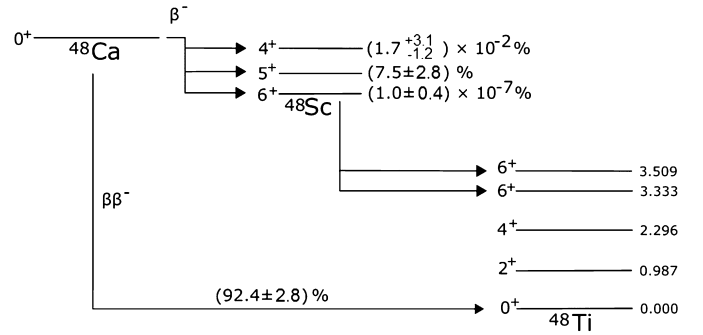 β⁻
0⁺
⁴⁸Ca
4⁺ (1.7 +3.1 -1.2) × 10⁻²%
5⁺ (7.5±2.8) %
6⁺ (1.0±0.4) × 10⁻⁷%
⁴⁸Sc
6⁺ 3.509
6⁺ 3.333
ββ⁻
4⁺ 2.296
2⁺ 0.987
(92.4±2.8) %
0⁺ 0.000
⁴⁸Ti